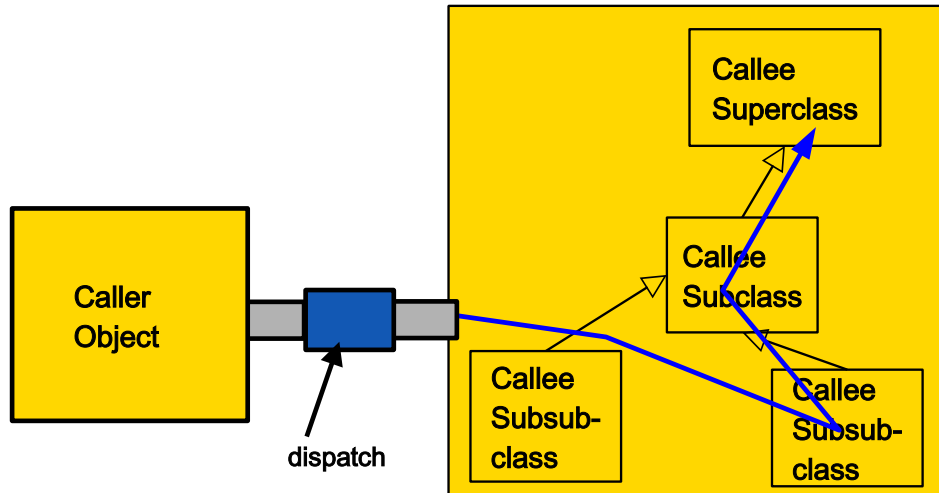 Callee
Superclass
Callee
Subclass
Caller
Object
Callee
Subsub-
class
Callee
Subsub-
class
dispatch